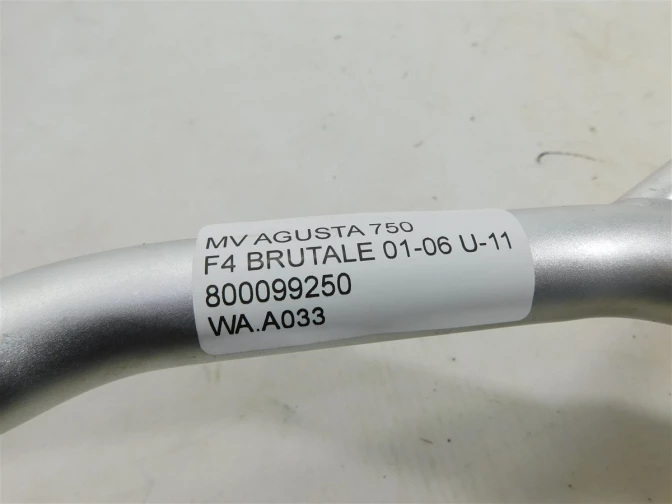 MV AGUSTA 750
F4 BRUTALE 01-06 U-11
800099250
WA.A033